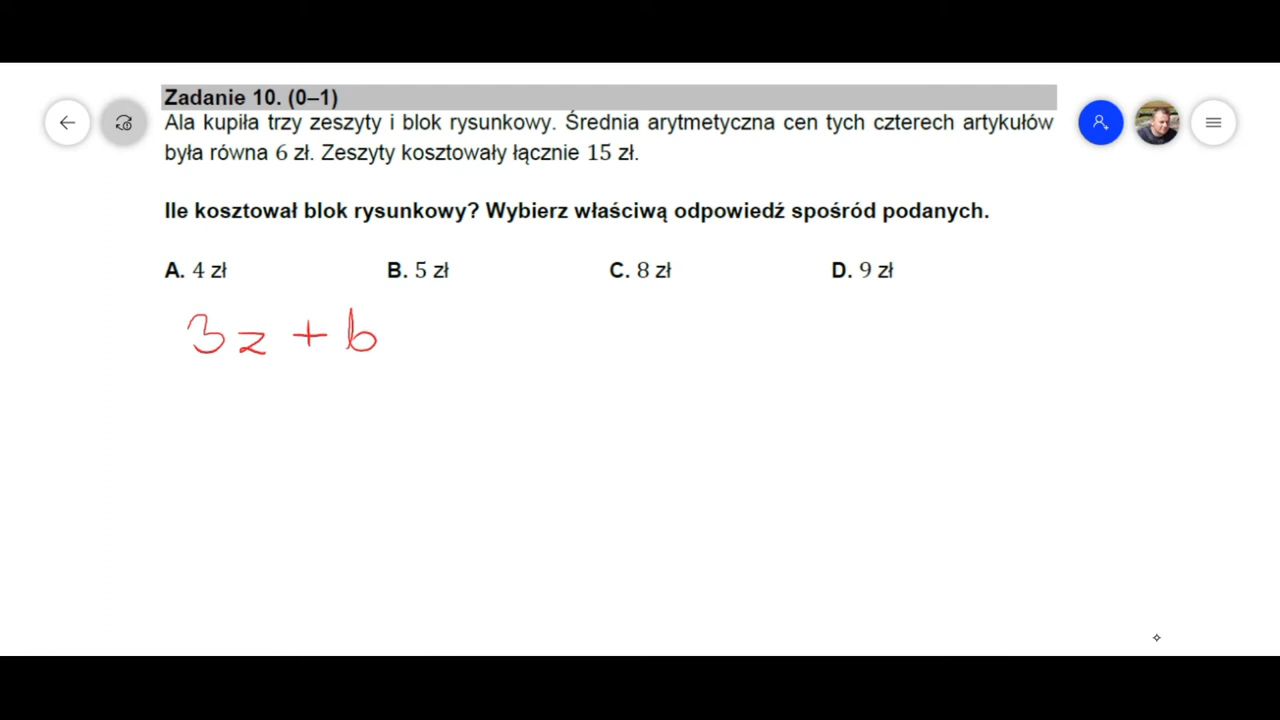 Zadanie 10. (0–1)
Ala kupiła trzy zeszyty i blok rysunkowy. Średnia arytmetyczna cen tych czterech artykułów
była równa 6 zł. Zeszyty kosztowały łącznie 15 zł.
Ile kosztował blok rysunkowy? Wybierz właściwą odpowiedź spośród podanych.
A. 4 zł B. 5 zł C. 8 zł D. 9 zł
3z + b